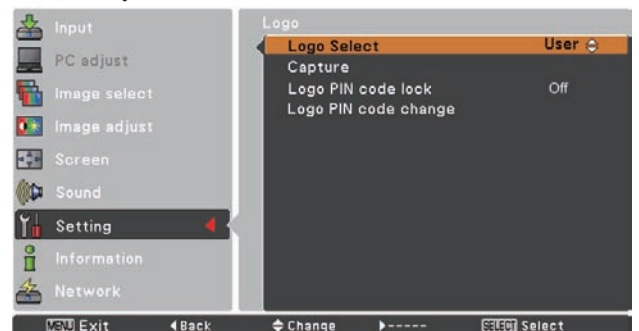 Input
PC adjust
Image select
Image adjust
Screen
Sound
Setting
Information
Network
Logo
Logo Select User
Capture
Logo PIN code lock Off
Logo PIN code change
MENU Exit Back Change ----- SELECT Select